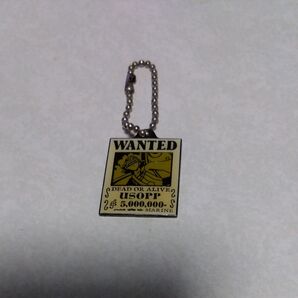 WANTED
DEAD OR ALIVE
USOPP
฿5,000,000-
MARINE